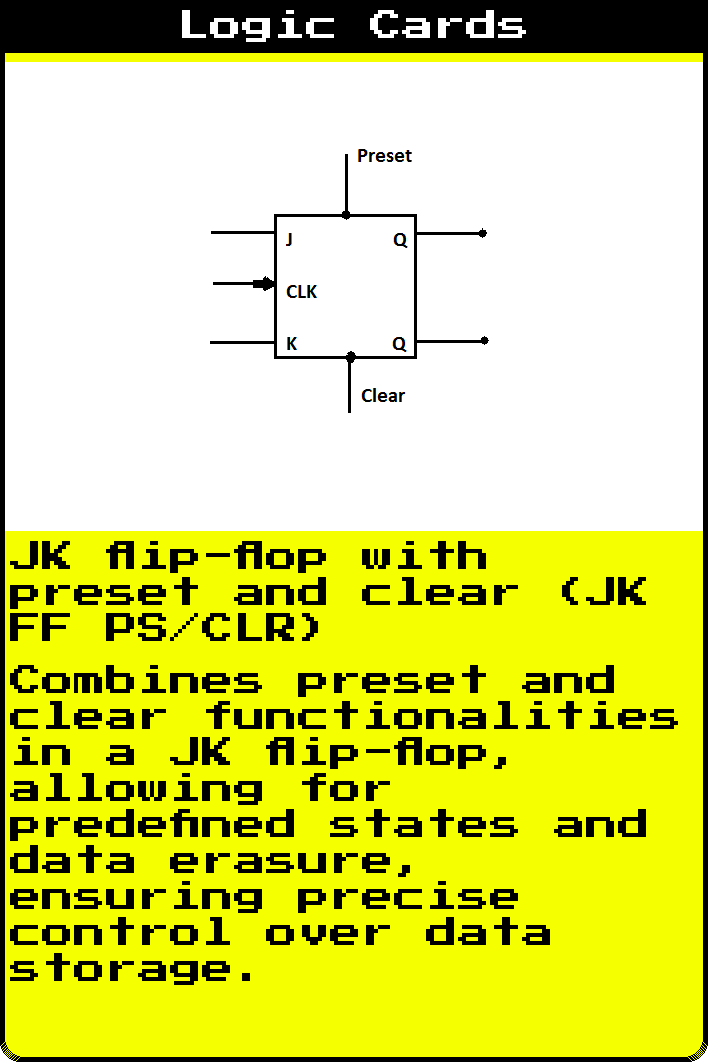 Logic Cards
Preset
J
Q
CLK
K
Q
Clear
JK flip-flop with
preset and clear (JK
FF PS/CLR)
Combines preset and
clear functionalities
in a JK flip-flop,
allowing for
predefined states and
data erasure,
ensuring precise
control over data
storage.